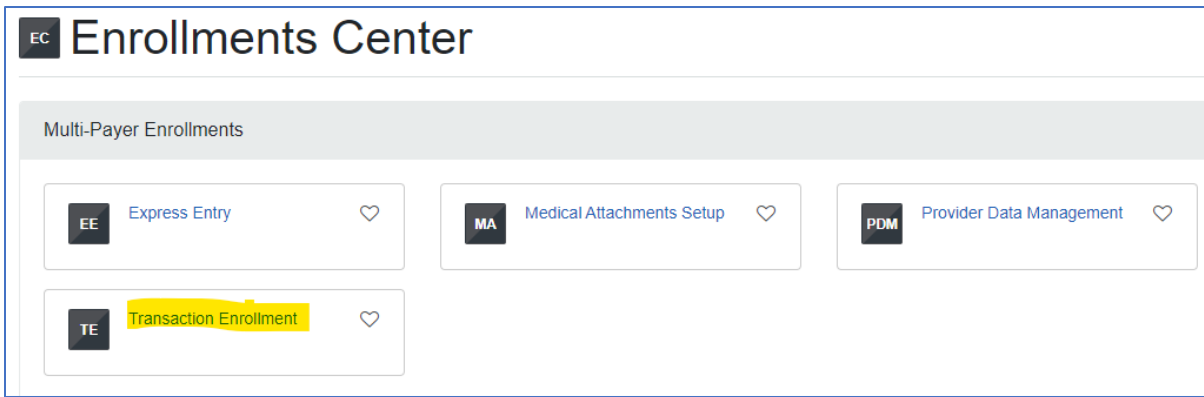 EC Enrollments Center
Multi-Payer Enrollments
EE Express Entry
MA Medical Attachments Setup
PDM Provider Data Management
TE Transaction Enrollment